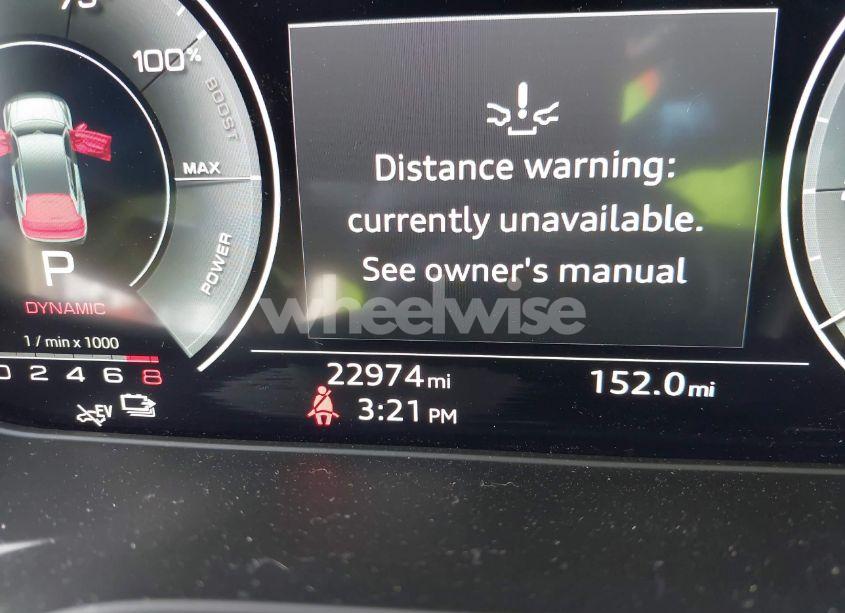 75
100%
BOOST
MAX
POWER
P
DYNAMIC
1 / min x 1000
0 2 4 6 8
EV
Distance warning:
currently unavailable.
See owner's manual
wheelwise
22974 mi
152.0 mi
3:21 PM